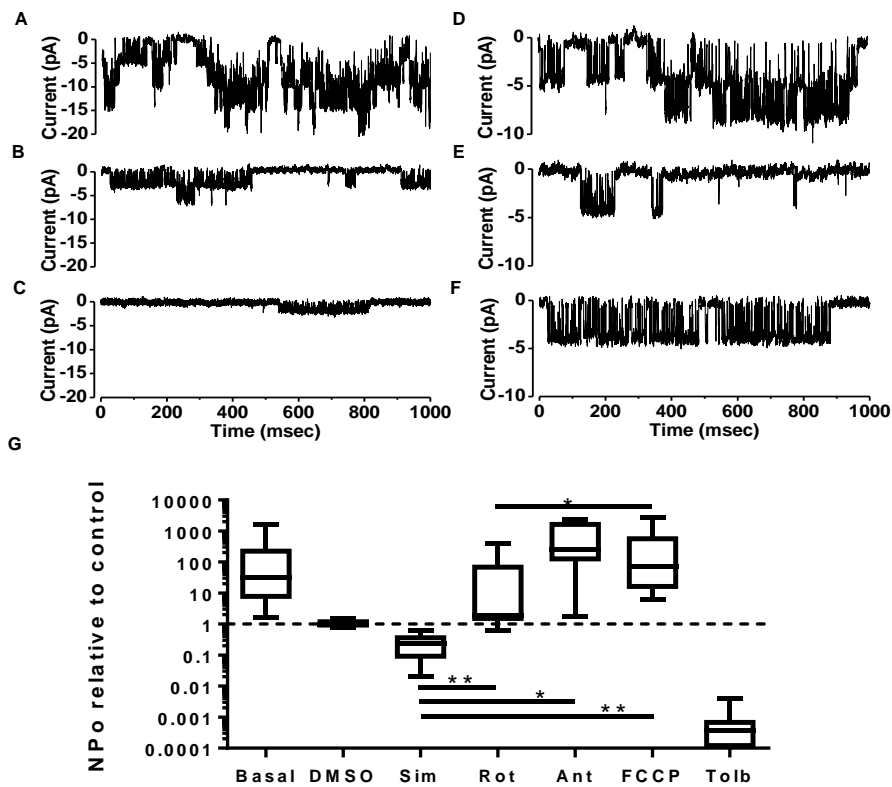 A
Current (pA)
0
-5
-10
-15
-20
B
Current (pA)
0
-5
-10
-15
-20
C
Current (pA)
0
-5
-10
-15
-20
0 200 400 600 800 1000
Time (msec)
D
Current (pA)
0
-5
-10
E
Current (pA)
0
-5
-10
F
Current (pA)
0
-5
-10
0 200 400 600 800 1000
Time (msec)
G
NPo relative to control
10000
1000
100
10
1
0.1
0.01
0.001
0.0001
*
**
*
**
Basal DMSO Sim Rot Ant FCCP Tolb